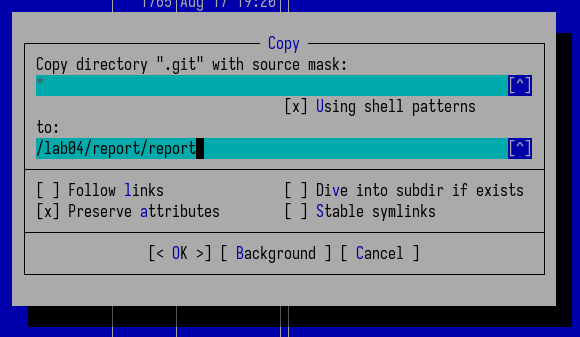 1765 Aug 17 19:20
Copy
Copy directory ".git" with source mask:
* [^]
[x] Using shell patterns
to:
/lab04/report/report [^]
[ ] Follow links [ ] Dive into subdir if exists
[x] Preserve attributes [ ] Stable symlinks
[< OK >] [ Background ] [ Cancel ]